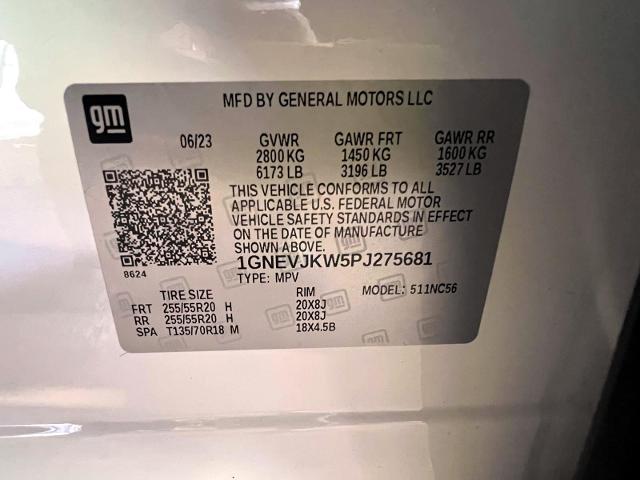 gm
MFD BY GENERAL MOTORS LLC
06/23 GVWR GAWR FRT GAWR RR
2800 KG 1450 KG 1600 KG
6173 LB 3196 LB 3527 LB
THIS VEHICLE CONFORMS TO ALL
APPLICABLE U.S. FEDERAL MOTOR
VEHICLE SAFETY STANDARDS IN EFFECT
ON THE DATE OF MANUFACTURE
SHOWN ABOVE.
8624
1GNEVJKW5PJ275681
TYPE: MPV
MODEL: 511NC56
TIRE SIZE RIM
FRT 255/55R20 H 20X8J
RR 255/55R20 H 20X8J
SPA T135/70R18 M 18X4.5B